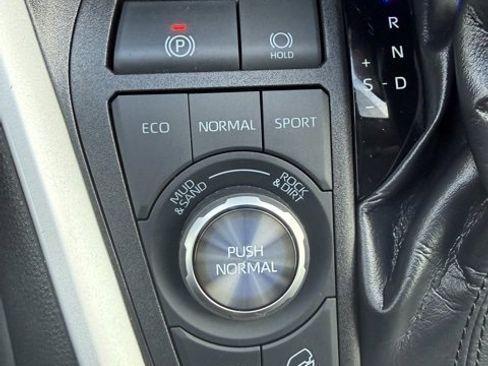 R
N
+
S - D
-
P
HOLD
ECO
NORMAL
SPORT
MUD
& SAND
ROCK
& DIRT
PUSH
NORMAL